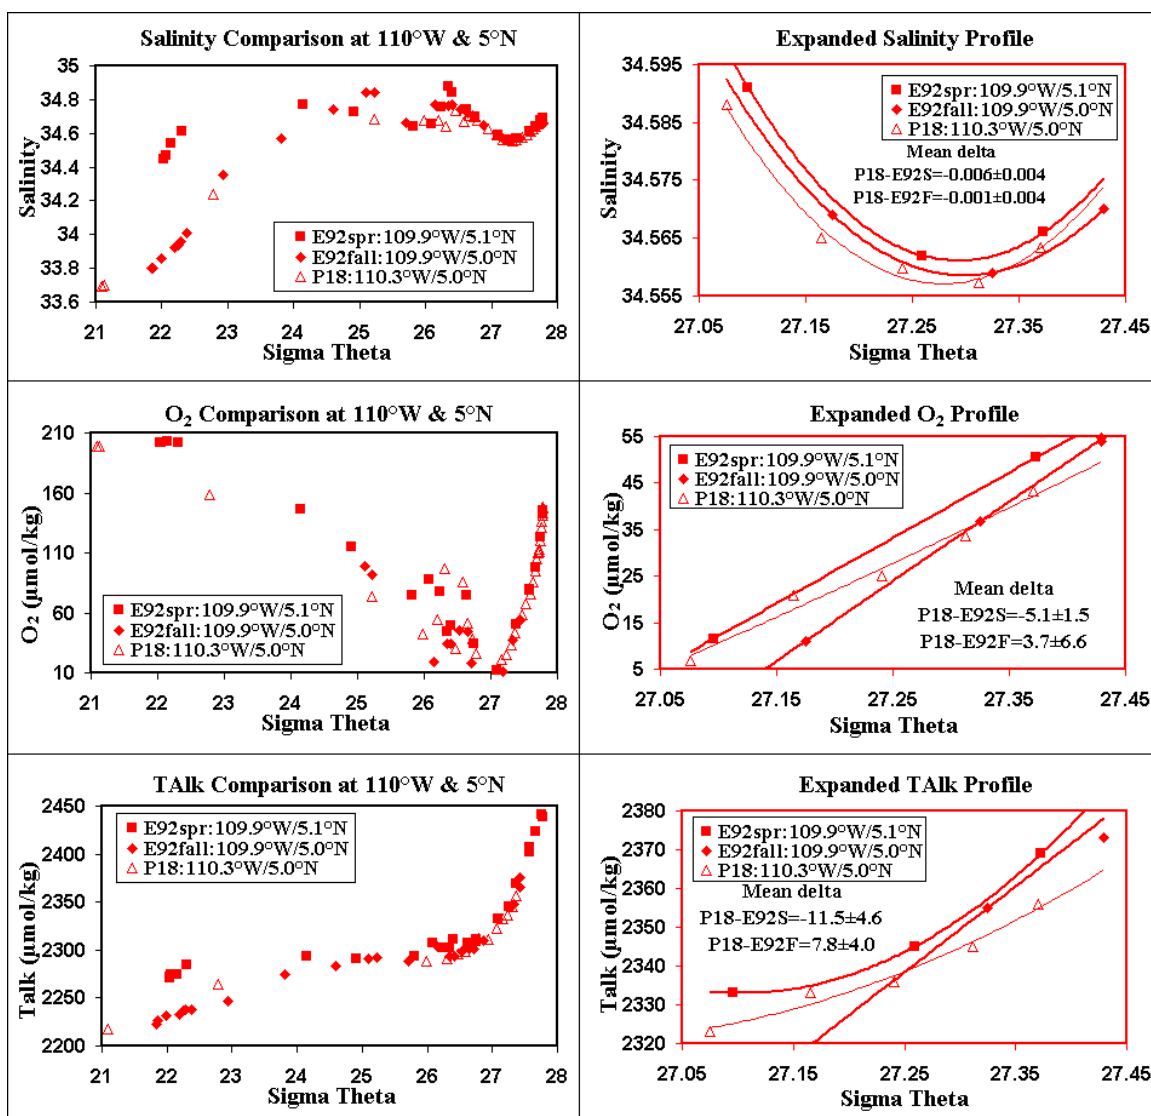 Salinity Comparison at 110°W & 5°N
35
34.8
34.6
34.4
34.2
34
33.8
33.6
Salinity
E92spr:109.9°W/5.1°N
E92fall:109.9°W/5.0°N
P18:110.3°W/5.0°N
21 22 23 24 25 26 27 28
Sigma Theta
Expanded Salinity Profile
34.595
34.585
34.575
34.565
34.555
Salinity
E92spr:109.9°W/5.1°N
E92fall:109.9°W/5.0°N
P18:110.3°W/5.0°N
Mean delta
P18-E92S=-0.006±0.004
P18-E92F=-0.001±0.004
27.05 27.15 27.25 27.35 27.45
Sigma Theta
O₂ Comparison at 110°W & 5°N
210
160
110
60
10
O₂ (µmol/kg)
E92spr:109.9°W/5.1°N
E92fall:109.9°W/5.0°N
P18:110.3°W/5.0°N
21 22 23 24 25 26 27 28
Sigma Theta
Expanded O₂ Profile
55
45
35
25
15
5
O₂ (µmol/kg)
E92spr:109.9°W/5.1°N
E92fall:109.9°W/5.0°N
P18:110.3°W/5.0°N
Mean delta
P18-E92S=-5.1±1.5
P18-E92F=3.7±6.6
27.05 27.15 27.25 27.35 27.45
Sigma Theta
TAlk Comparison at 110°W & 5°N
2450
2400
2350
2300
2250
2200
Talk (µmol/kg)
E92spr:109.9°W/5.1°N
E92fall:109.9°W/5.0°N
P18:110.3°W/5.0°N
21 22 23 24 25 26 27 28
Sigma Theta
Expanded TAlk Profile
2380
2370
2360
2350
2340
2330
2320
Talk (µmol/kg)
E92spr:109.9°W/5.1°N
E92fall:109.9°W/5.0°N
P18:110.3°W/5.0°N
Mean delta
P18-E92S=-11.5±4.6
P18-E92F=7.8±4.0
27.05 27.15 27.25 27.35 27.45
Sigma Theta